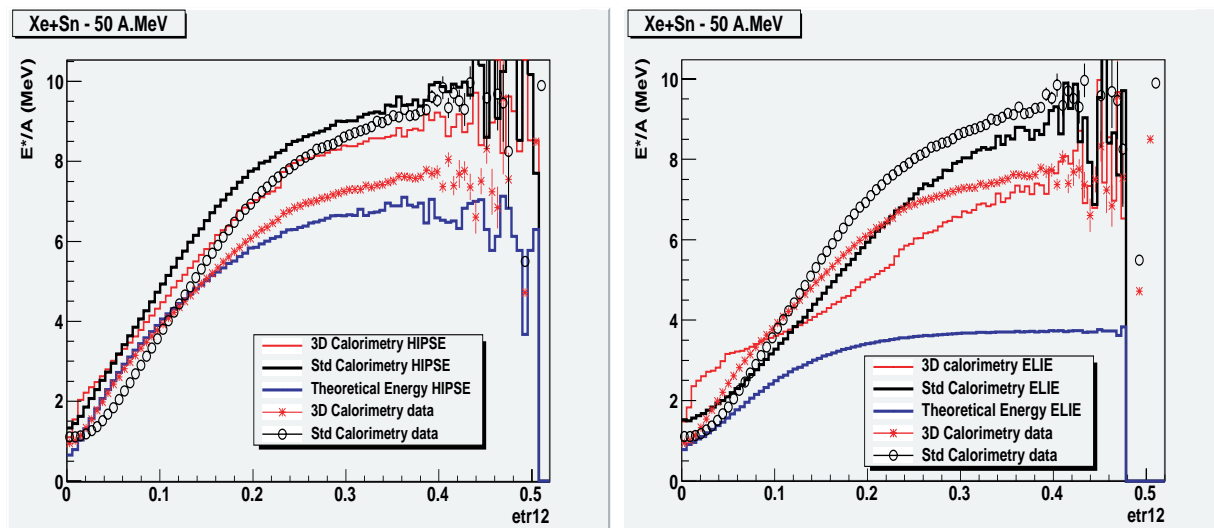 Xe+Sn - 50 A.MeV
E*/A (MeV)
10
8
6
4
2
0
3D Calorimetry HIPSE
Std Calorimetry HIPSE
Theoretical Energy HIPSE
3D Calorimetry data
Std Calorimetry data
0 0.1 0.2 0.3 0.4 0.5
etr12
Xe+Sn - 50 A.MeV
E*/A (MeV)
10
8
6
4
2
0
3D calorimetry ELIE
Std Calorimetry ELIE
Theoretical Energy ELIE
3D Calorimetry data
Std Calorimetry data
0 0.1 0.2 0.3 0.4 0.5
etr12